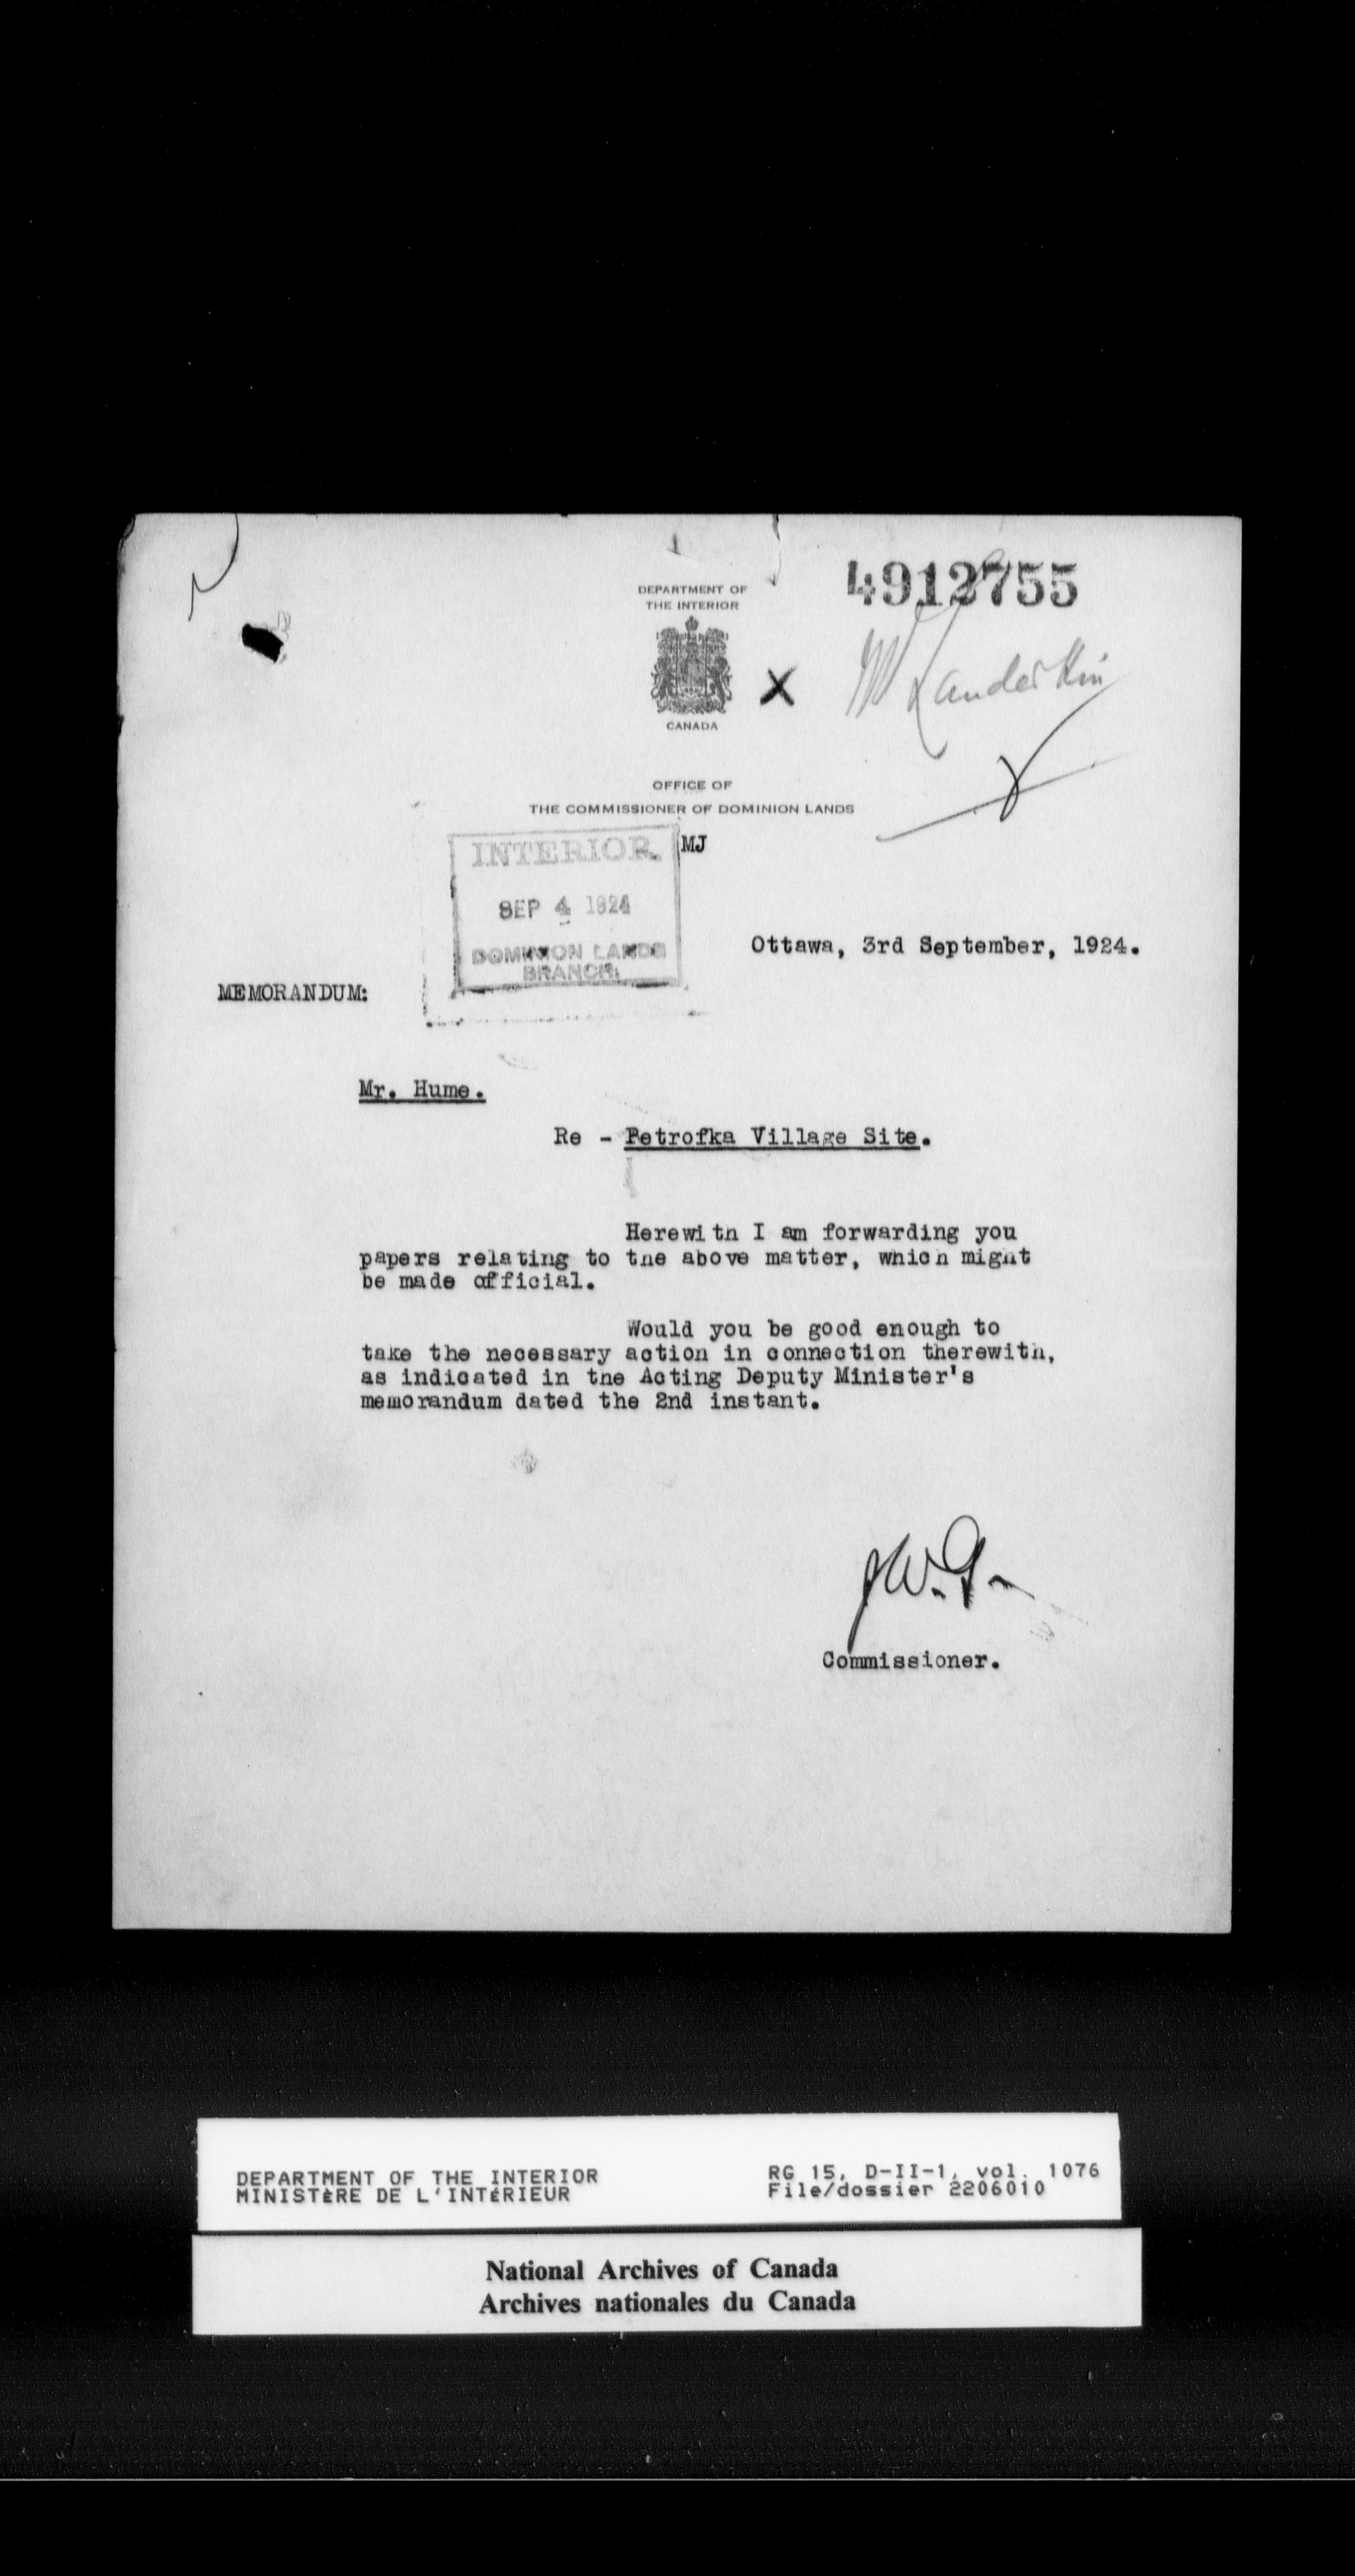 4912755
DEPARTMENT OF
THE INTERIOR
CANADA
X
Landerkin
OFFICE OF
THE COMMISSIONER OF DOMINION LANDS
INTERIOR
SEP 4 1924
DOMINION LANDS
BRANCH
MJ
Ottawa, 3rd September, 1924.
MEMORANDUM:
Mr. Hume.
Re - Petrofka Village Site.
Herewith I am forwarding you
papers relating to the above matter, which might
be made official.
Would you be good enough to
take the necessary action in connection therewith,
as indicated in the Acting Deputy Minister's
memorandum dated the 2nd instant.
Commissioner.
DEPARTMENT OF THE INTERIOR
MINISTÈRE DE L'INTÉRIEUR
RG 15, D-II-1, vol. 1076
File/dossier 2206010
National Archives of Canada
Archives nationales du Canada